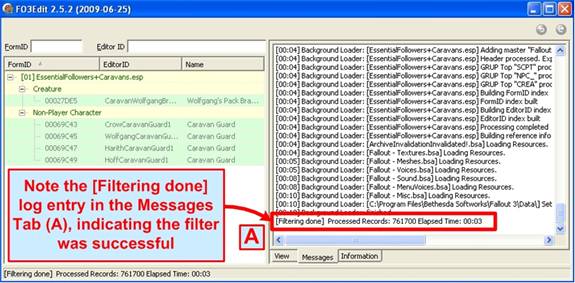 FO3Edit 2.5.2 (2009-06-25)
FormID
Editor ID
FormID EditorID Name
[01] EssentialFollowers+Caravans.esp
Creature
00027DE5 CaravanWolfgangBr... Wolfgang's Pack Bra...
Non-Player Character
00069C43 CrowCaravanGuard1 Caravan Guard
00069C45 WolfgangCaravanGu... Caravan Guard
00069C47 HarithCaravanGuard1 Caravan Guard
00069C49 HoffCaravanGuard1 Caravan Guard
Note the [Filtering done]
log entry in the Messages
Tab (A), indicating the filter
was successful
[00:04] Background Loader: [EssentialFollowers+Caravans.esp] Adding master "Fallout
[00:04] Background Loader: [EssentialFollowers+Caravans.esp] Header processed. Exp
[00:04] Background Loader: [EssentialFollowers+Caravans.esp] GRUP Top "SCPT" proc
[00:04] Background Loader: [EssentialFollowers+Caravans.esp] GRUP Top "NPC_" proc
[00:04] Background Loader: [EssentialFollowers+Caravans.esp] GRUP Top "CREA" proc
[00:04] Background Loader: [EssentialFollowers+Caravans.esp] Building FormID index
[00:04] Background Loader: [EssentialFollowers+Caravans.esp] FormID index built
[00:04] Background Loader: [EssentialFollowers+Caravans.esp] Building EditorID index
[00:04] Background Loader: [EssentialFollowers+Caravans.esp] EditorID index built
[00:04] Background Loader: [EssentialFollowers+Caravans.esp] Processing completed
[00:04] Background Loader: [EssentialFollowers+Caravans.esp] Building reference info
[00:04] Background Loader: [ArchiveInvalidationInvalidated!.bsa] Loading Resources.
[00:04] Background Loader: [Fallout - Textures.bsa] Loading Resources.
[00:05] Background Loader: [Fallout - Meshes.bsa] Loading Resources.
[00:08] Background Loader: [Fallout - Voices.bsa] Loading Resources.
[00:08] Background Loader: [Fallout - Sound.bsa] Loading Resources.
[00:08] Background Loader: [Fallout - MenuVoices.bsa] Loading Resources.
[00:10] Background Loader: [Fallout - Misc.bsa] Loading Resources.
[00:10] Background Loader: [C:\Program Files\Bethesda Softworks\Fallout 3\Data\] Set
[00:10] Background Loader: finished
[Filtering done] Processed Records: 761700 Elapsed Time: 00:03
A
View Messages Information
[Filtering done] Processed Records: 761700 Elapsed Time: 00:03